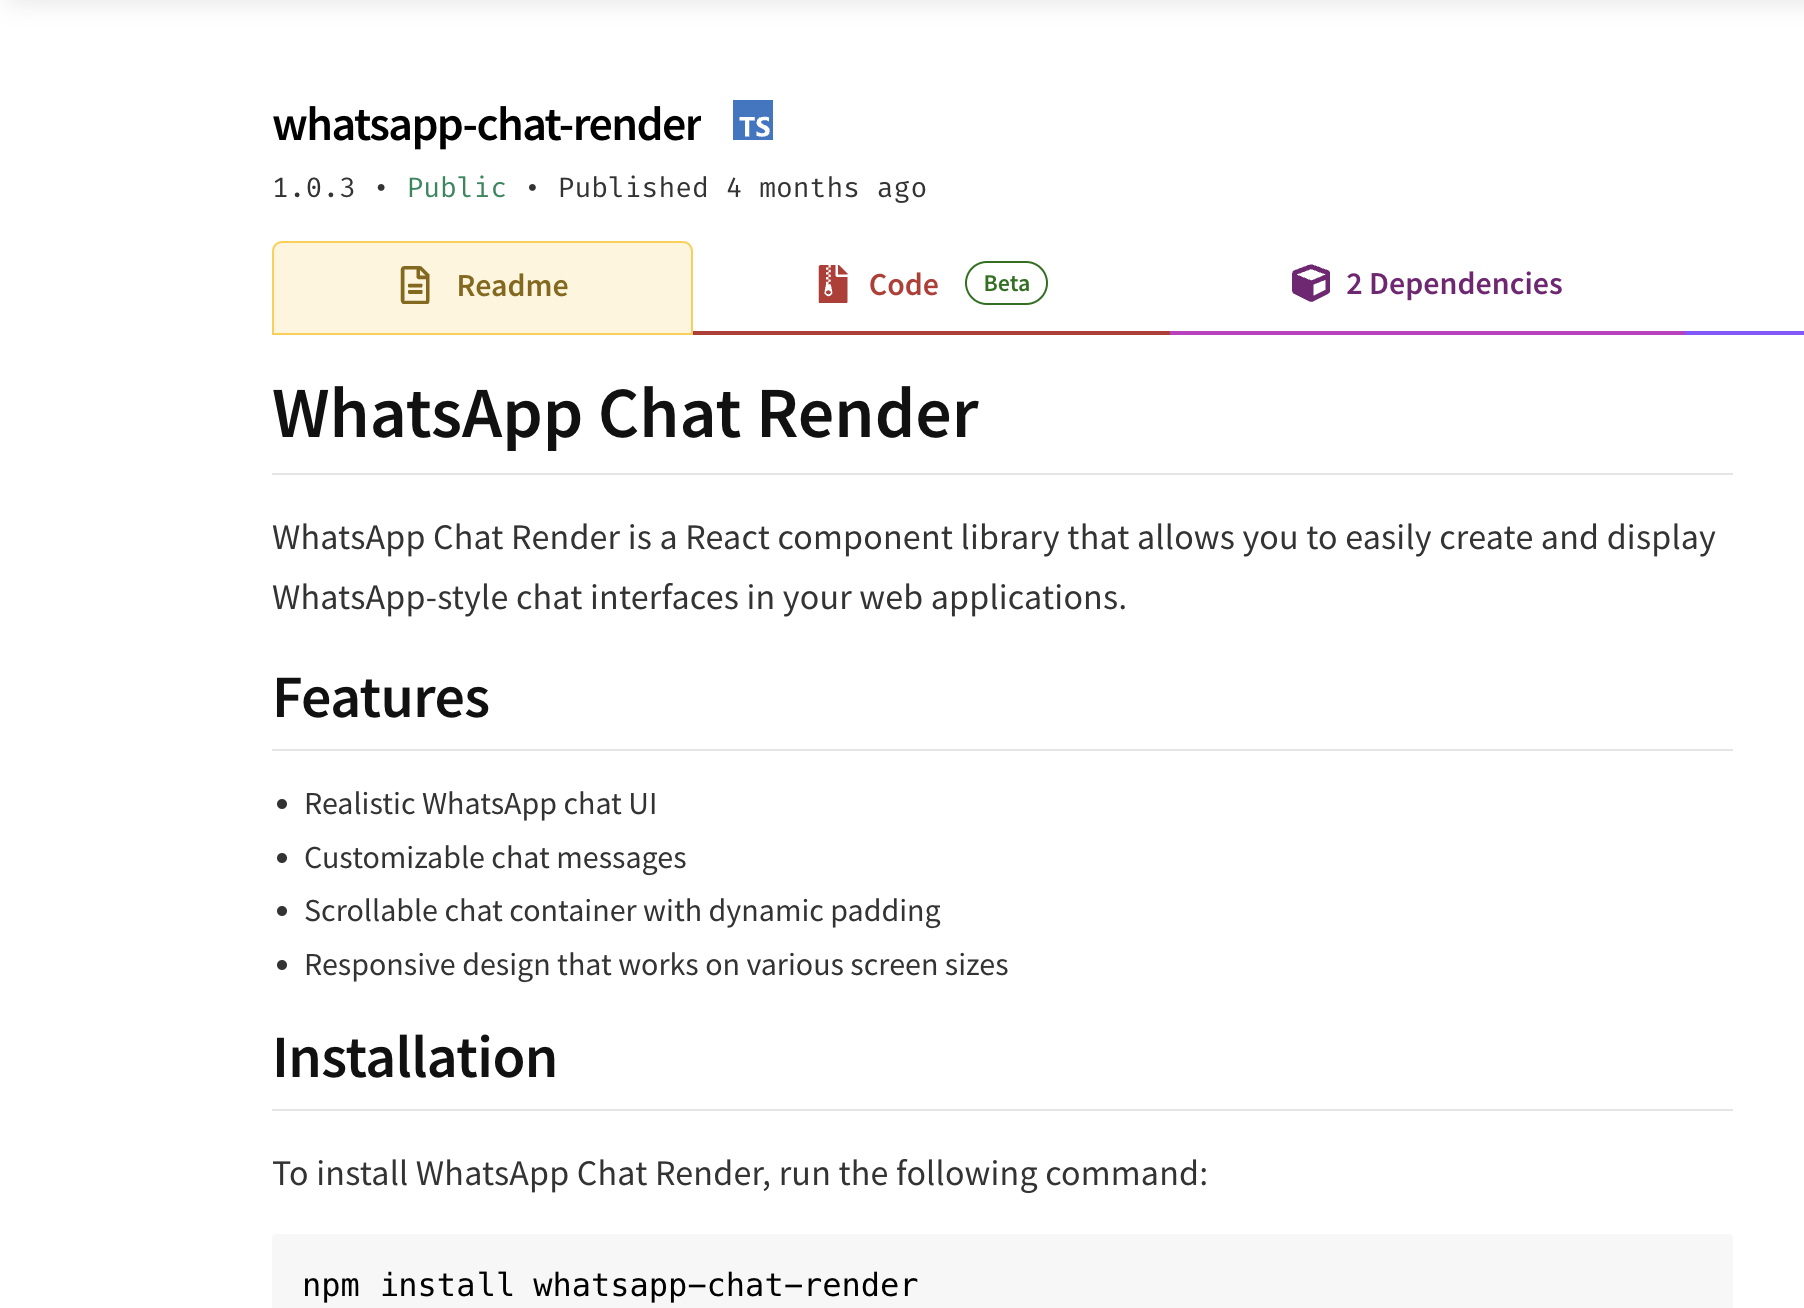 whatsapp-chat-render TS
1.0.3 • Public • Published 4 months ago
Readme Code Beta 2 Dependencies
WhatsApp Chat Render
WhatsApp Chat Render is a React component library that allows you to easily create and display
WhatsApp-style chat interfaces in your web applications.
Features
• Realistic WhatsApp chat UI
• Customizable chat messages
• Scrollable chat container with dynamic padding
• Responsive design that works on various screen sizes
Installation
To install WhatsApp Chat Render, run the following command:
npm install whatsapp-chat-render